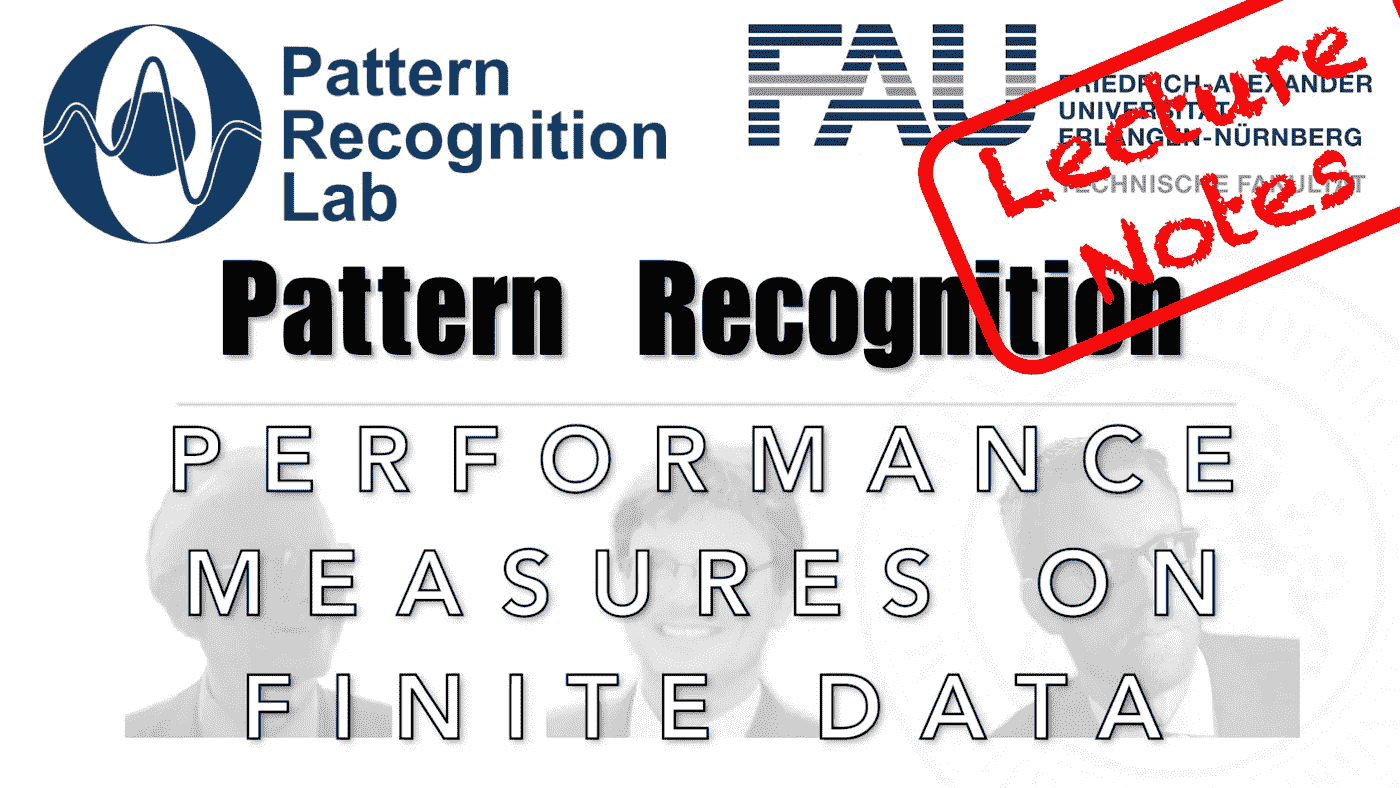 Pattern
Recognition
Lab
FAU
FRIEDRICH-ALEXANDER
UNIVERSITÄT
ERLANGEN-NÜRNBERG
TECHNISCHE FAKULTÄT
Lecture
Notes
Pattern Recognition
PERFORMANCE
MEASURES ON
FINITE DATA